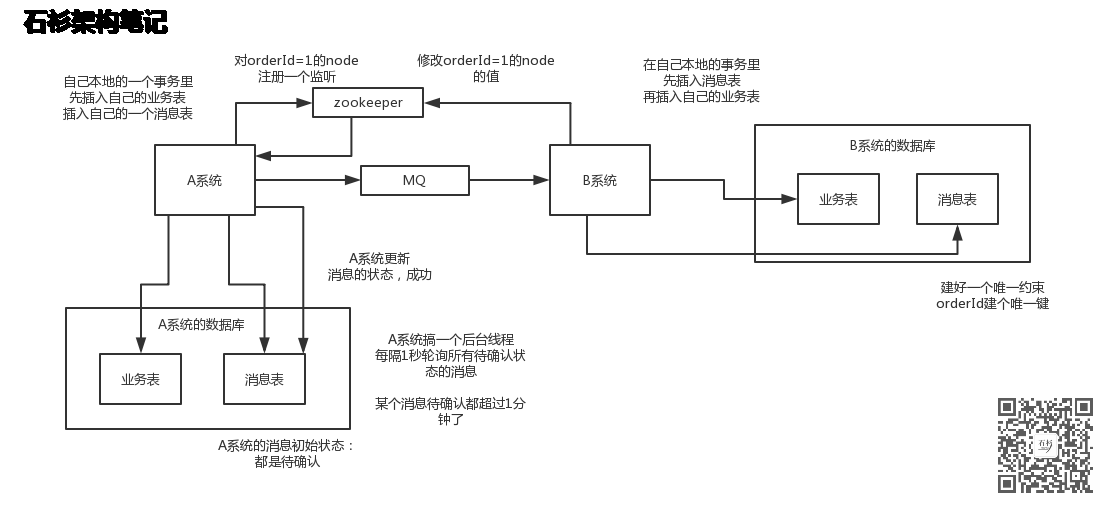 石杉架构笔记
对orderId=1的node
注册一个监听
修改orderId=1的node
的值
自己本地的一个事务里
先插入自己的业务表
插入自己的一个消息表
在自己本地的事务里
先插入消息表
再插入自己的业务表
zookeeper
A系统
MQ
B系统
B系统的数据库
业务表
消息表
A系统更新
消息的状态，成功
建好一个唯一约束
orderId建个唯一键
A系统的数据库
业务表
消息表
A系统搞一个后台线程
每隔1秒轮询所有待确认状
态的消息
某个消息待确认都超过1分
钟了
A系统的消息初始状态：
都是待确认
石杉